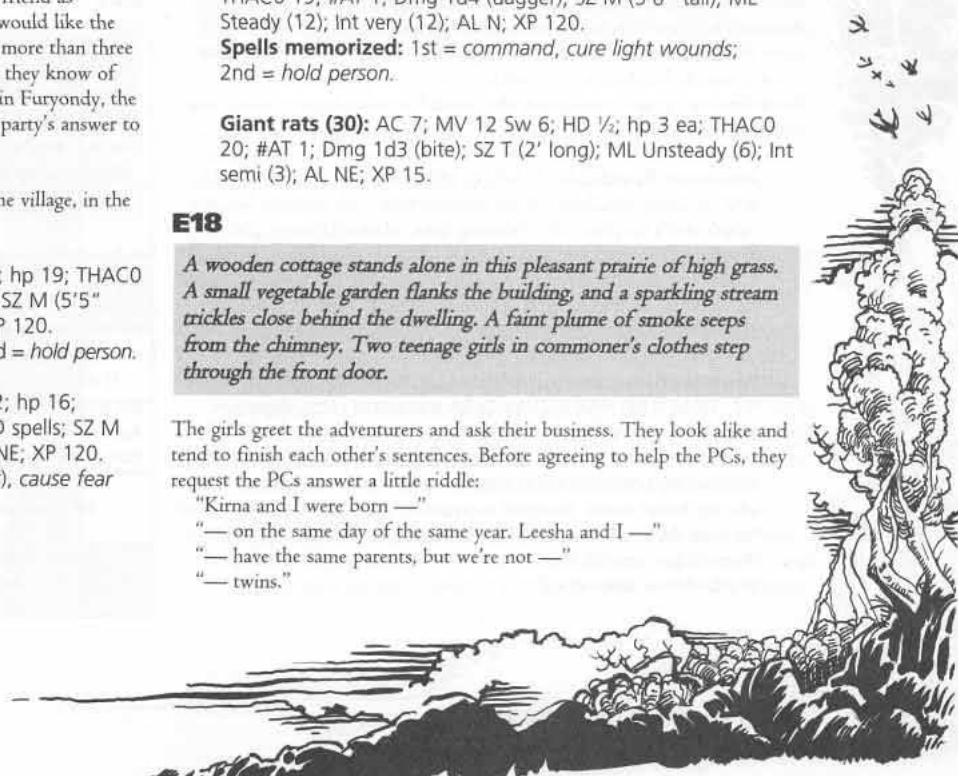 would like the
more than three
they know of
in Furyondy, the
party's answer to
village, in the
hp 19; THAC0
SZ M (5'5"
120.
= hold person.
hp 16;
spells; SZ M
NE; XP 120.
cause fear
Steady (12); Int very (12); AL N; XP 120.
Spells memorized: 1st = command, cure light wounds;
2nd = hold person.
Giant rats (30): AC 7; MV 12 Sw 6; HD ½; hp 3 ea; THAC0
20; #AT 1; Dmg 1d3 (bite); SZ T (2' long); ML Unsteady (6); Int
semi (3); AL NE; XP 15.
E18
A wooden cottage stands alone in this pleasant prairie of high grass.
A small vegetable garden flanks the building, and a sparkling stream
trickles close behind the dwelling. A faint plume of smoke seeps
from the chimney. Two teenage girls in commoner's clothes step
through the front door.
The girls greet the adventurers and ask their business. They look alike and
tend to finish each other's sentences. Before agreeing to help the PCs, they
request the PCs answer a little riddle:
"Kirna and I were born —"
"— on the same day of the same year. Leesha and I —"
"— have the same parents, but we're not —"
"— twins."